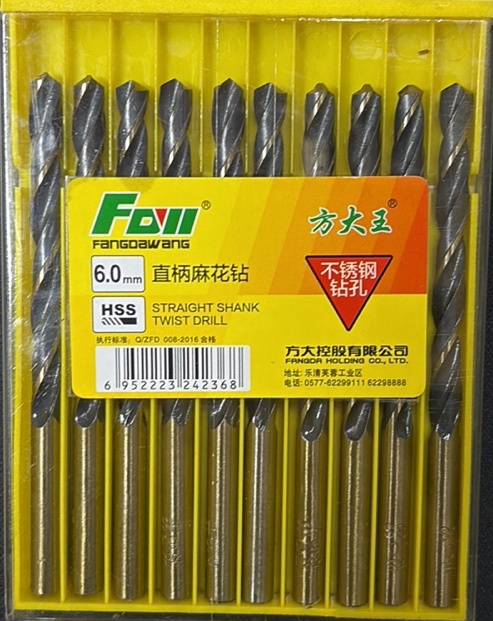 FDW®
FANGDAWANG
方大王®
6.0mm 直柄麻花钻
HSS STRAIGHT SHANK
TWIST DRILL
不锈钢
钻孔
执行标准: Q/ZFD 008-2016 合格
6 952223 242368
方大控股有限公司
FANGDA HOLDING CO., LTD.
地址: 乐清芙蓉工业区
电话: 0577-62299111 62298888